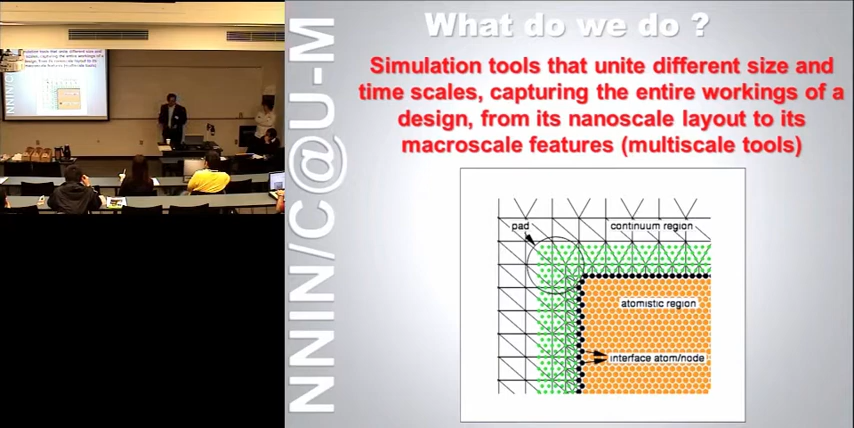 What do we do ?
Simulation tools that unite different size and
time scales, capturing the entire workings of a
design, from its nanoscale layout to its
macroscale features (multiscale tools)
NNIN/C@U-M
pad
continuum region
atomistic region
interface atom/node